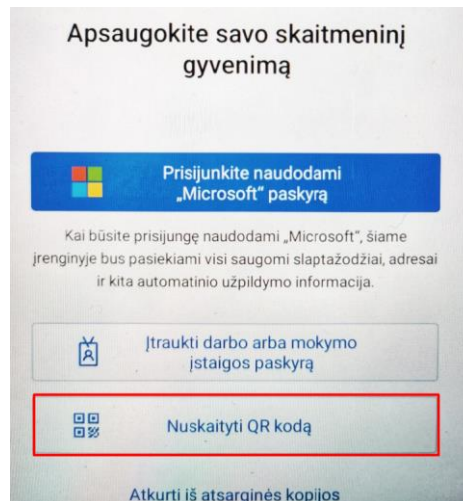 Apsaugokite savo skaitmeninį
gyvenimą
Prisijunkite naudodami
„Microsoft“ paskyrą
Kai būsite prisijungę naudodami „Microsoft“, šiame
įrenginyje bus pasiekiami visi saugomi slaptažodžiai, adresai
ir kita automatinio užpildymo informacija.
Įtraukti darbo arba mokymo
įstaigos paskyrą
Nuskaityti QR kodą
Atkurti iš atsarginės kopijos